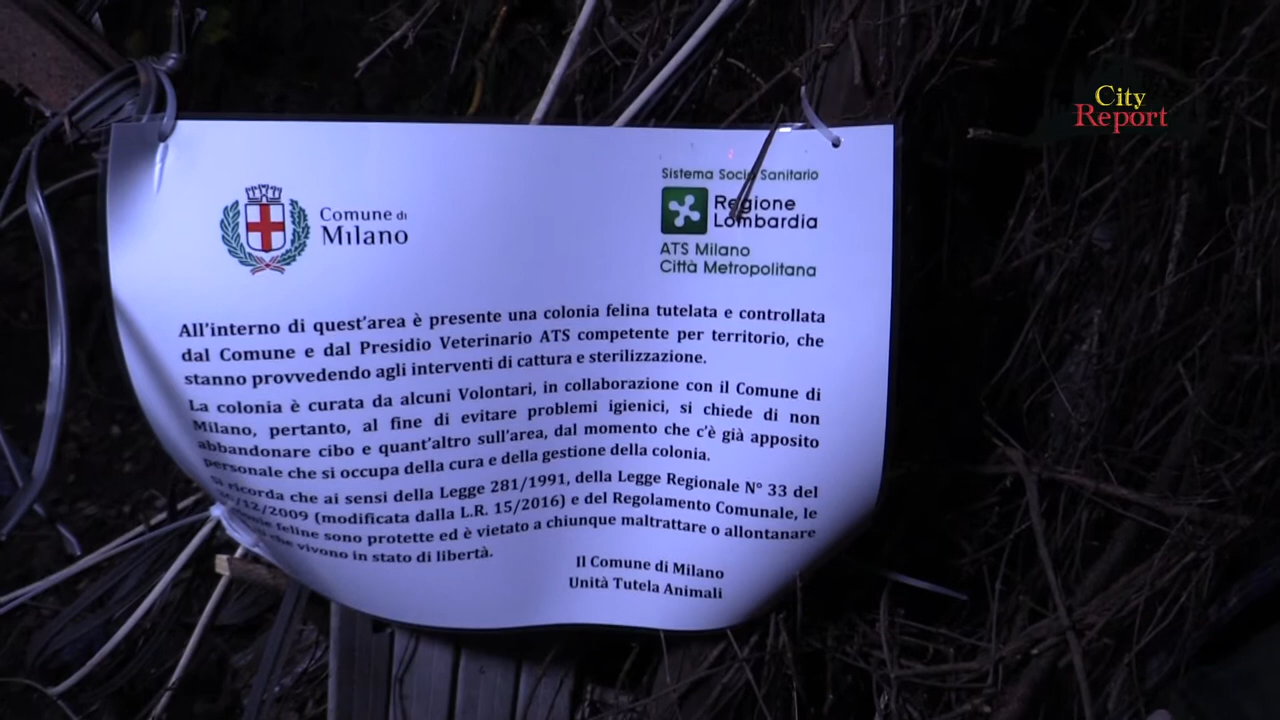 City
Report
Comune di
Milano
Sistema Socio Sanitario
Regione
Lombardia
ATS Milano
Città Metropolitana
All'interno di quest'area è presente una colonia felina tutelata e controllata
dal Comune e dal Presidio Veterinario ATS competente per territorio, che
stanno provvedendo agli interventi di cattura e sterilizzazione.
La colonia è curata da alcuni Volontari, in collaborazione con il Comune di
Milano, pertanto, al fine di evitare problemi igienici, si chiede di non
abbandonare cibo e quant'altro sull'area, dal momento che c'è già apposito
personale che si occupa della cura e della gestione della colonia.
Si ricorda che ai sensi della Legge 281/1991, della Legge Regionale N° 33 del
/12/2009 (modificata dalla L.R. 15/2016) e del Regolamento Comunale, le
feline sono protette ed è vietato a chiunque maltrattare o allontanare
che vivono in stato di libertà.
Il Comune di Milano
Unità Tutela Animali